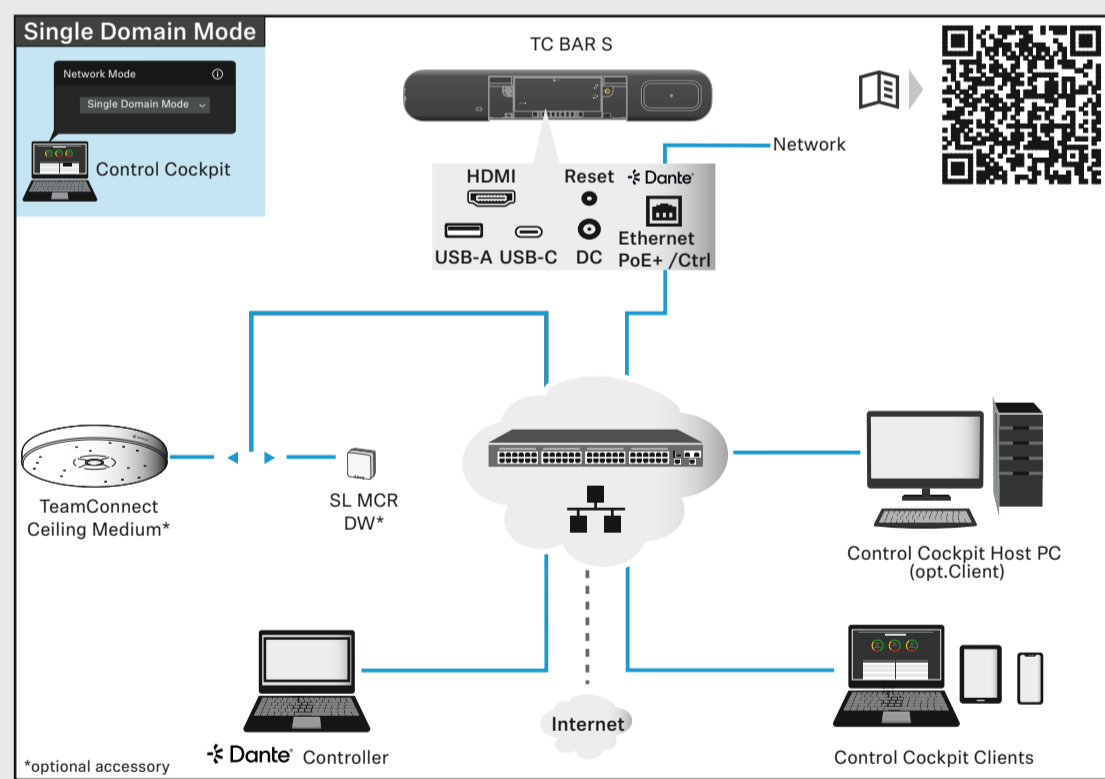 Single Domain Mode
Network Mode
Single Domain Mode
Control Cockpit
TC BAR S
Network
HDMI
Reset
Dante®
USB-A
USB-C
DC
Ethernet
PoE+ /Ctrl
TeamConnect
Ceiling Medium*
SL MCR
DW*
Control Cockpit Host PC
(opt.Client)
Internet
Dante® Controller
Control Cockpit Clients
*optional accessory